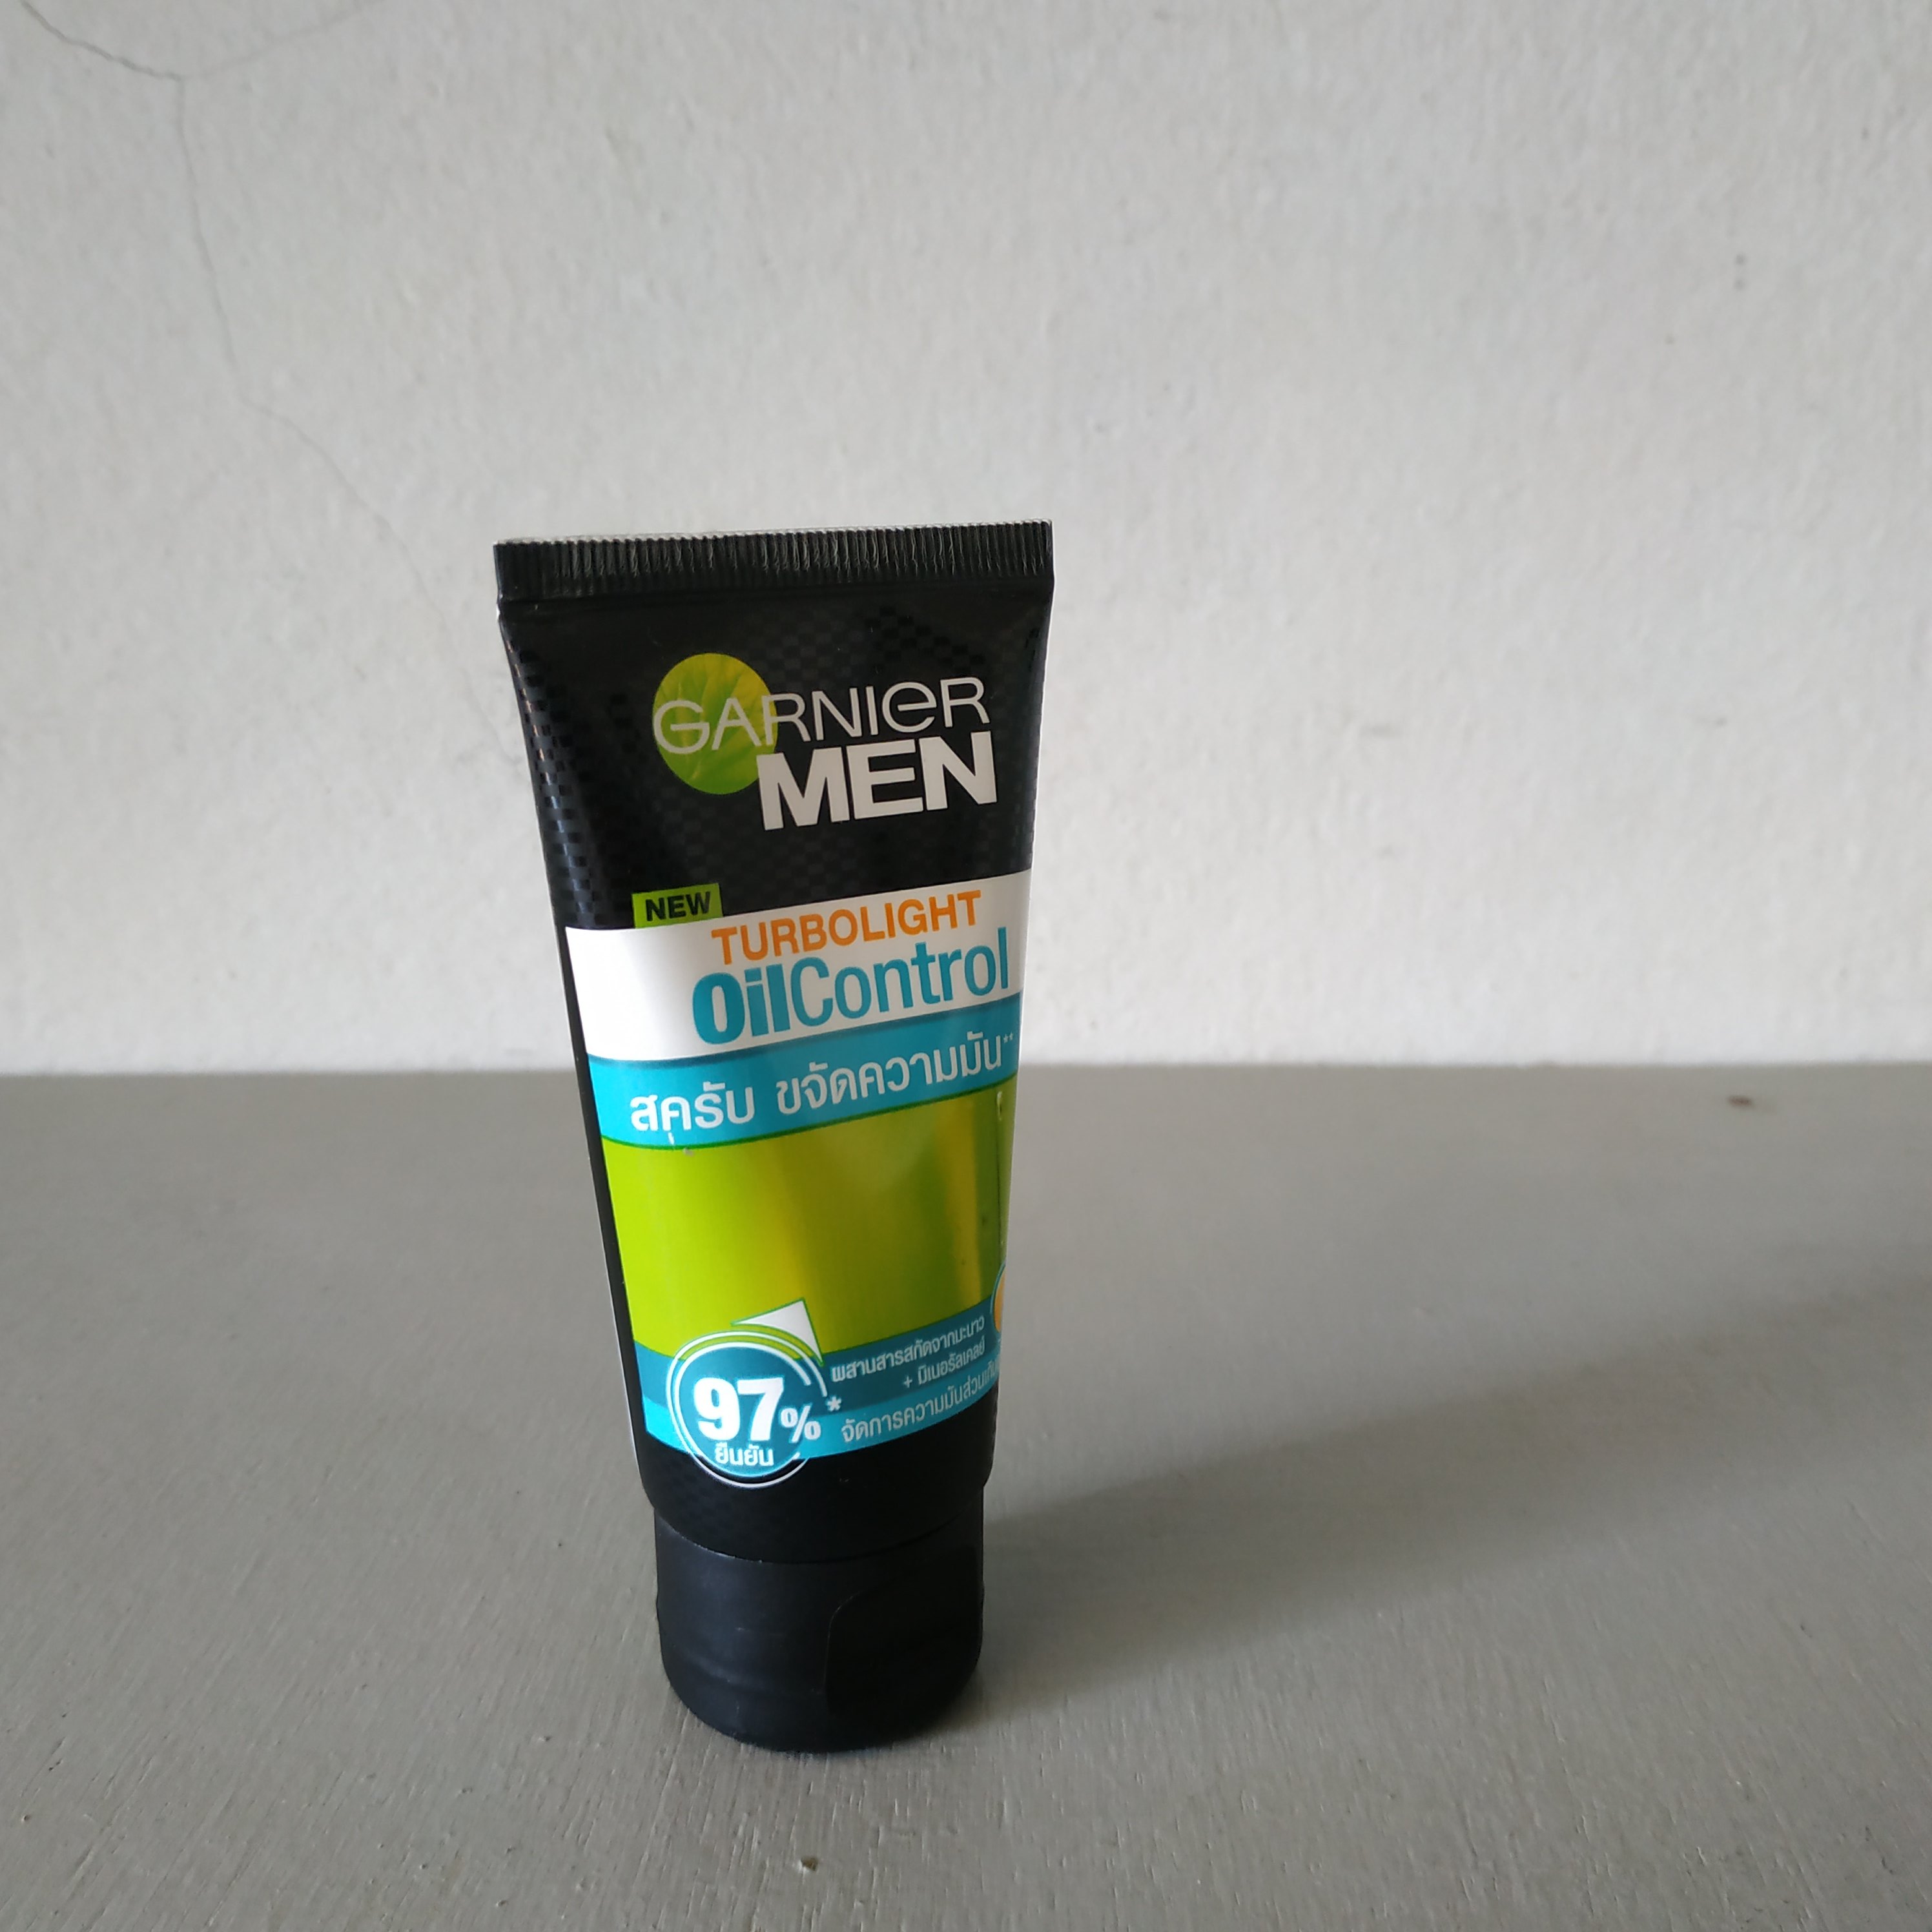 GARNIER
MEN
NEW
TURBOLIGHT
OilControl
สครับ ขจัดความมัน**
ผสานสารสกัดจากมะนาว
+ มิเนอรัลเคลย์
97%*
จัดการความมันส่วนเกิน
ยืนยัน